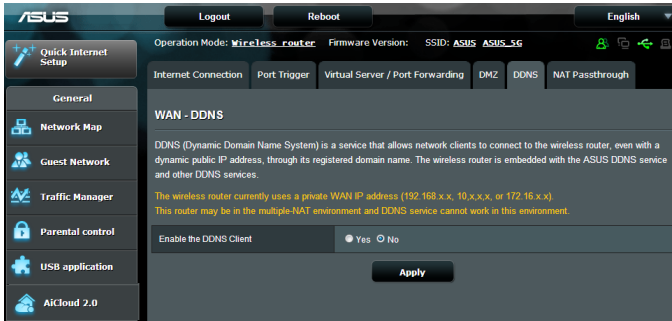 ASUS
Logout
Reboot
English
Quick Internet
Setup
Operation Mode: Wireless router Firmware Version: SSID: ASUS ASUS_5G
Internet Connection
Port Trigger
Virtual Server / Port Forwarding
DMZ
DDNS
NAT Passthrough
General
Network Map
Guest Network
Traffic Manager
Parental control
USB application
AiCloud 2.0
WAN - DDNS
DDNS (Dynamic Domain Name System) is a service that allows network clients to connect to the wireless router, even with a
dynamic public IP address, through its registered domain name. The wireless router is embedded with the ASUS DDNS service
and other DDNS services.
The wireless router currently uses a private WAN IP address (192.168.x.x, 10,x,x,x, or 172.16.x.x).
This router may be in the multiple-NAT environment and DDNS service cannot work in this environment.
Enable the DDNS Client
Yes No
Apply